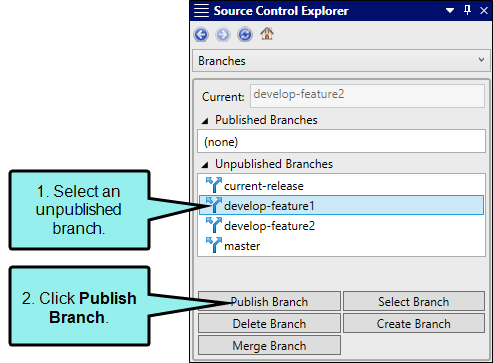 Source Control Explorer
Branches
Current: develop-feature2
Published Branches
(none)
Unpublished Branches
current-release
develop-feature1
develop-feature2
master
1. Select an
unpublished
branch.
2. Click Publish
Branch.
Publish Branch Select Branch
Delete Branch Create Branch
Merge Branch